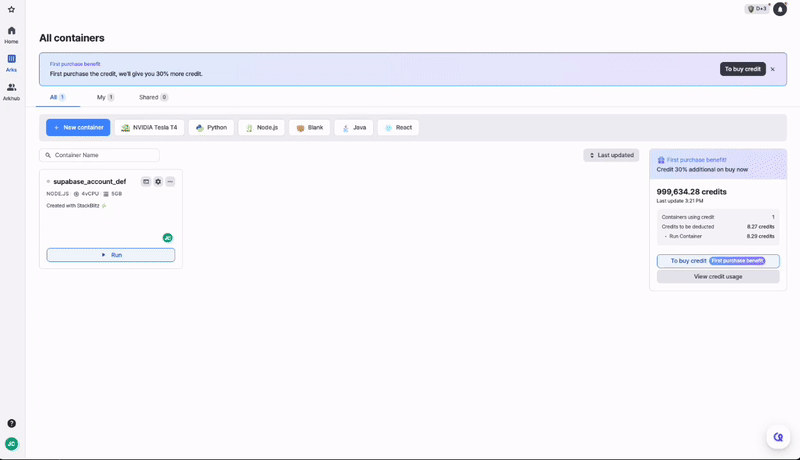 D+3
Home
Arks
Arkhub
All containers
First purchase benefit
First purchase the credit, we'll give you 30% more credit.
To buy credit
All 1
My 1
Shared 0
New container
NVIDIA Tesla T4
Python
Node.js
Blank
Java
React
Container Name
Last updated
supabase_account_def
NODE.JS 4vCPU 5GB
Created with StackBlitz ⚡
JC
Run
First purchase benefit!
Credit 30% additional on buy now
999,634.28 credits
Last update 3:21 PM
Containers using credit 1
Credits to be deducted 8.27 credits
• Run Container 8.29 credits
To buy credit First purchase benefit
View credit usage
?
JC